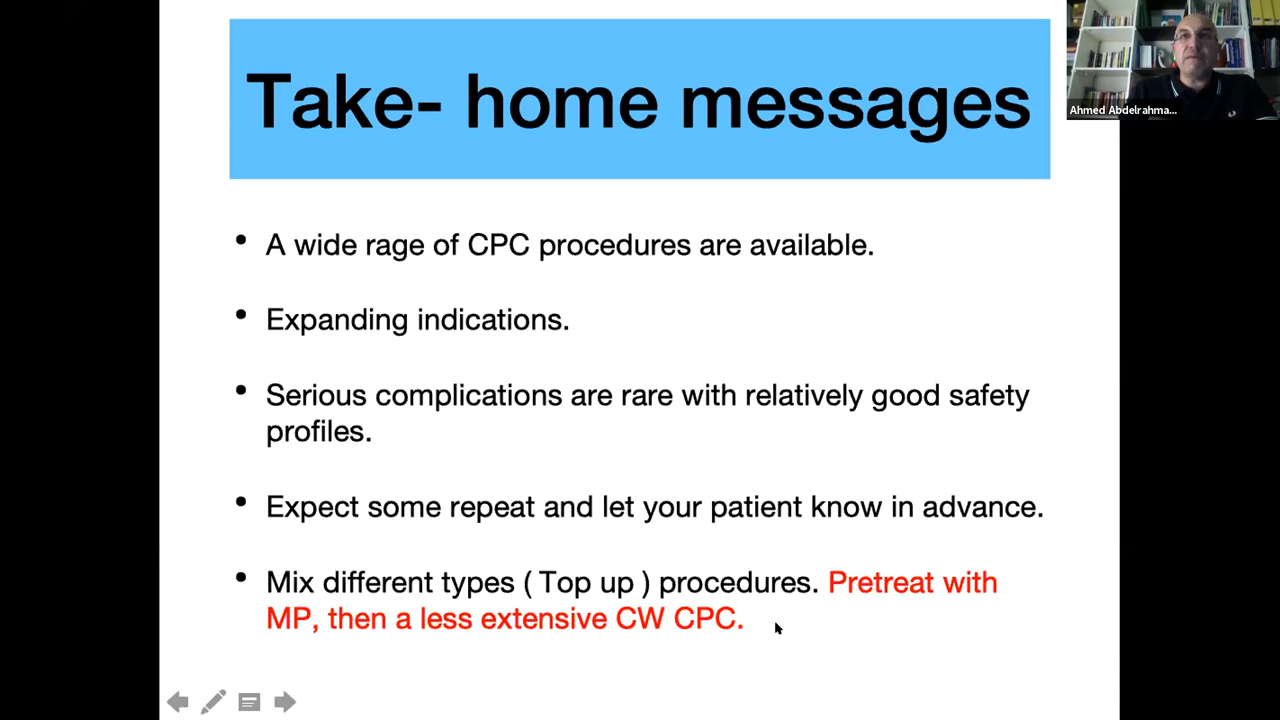 Take- home messages
Ahmed Abdelrahma...
• A wide rage of CPC procedures are available.
• Expanding indications.
• Serious complications are rare with relatively good safety
profiles.
• Expect some repeat and let your patient know in advance.
• Mix different types ( Top up ) procedures. Pretreat with
MP, then a less extensive CW CPC.